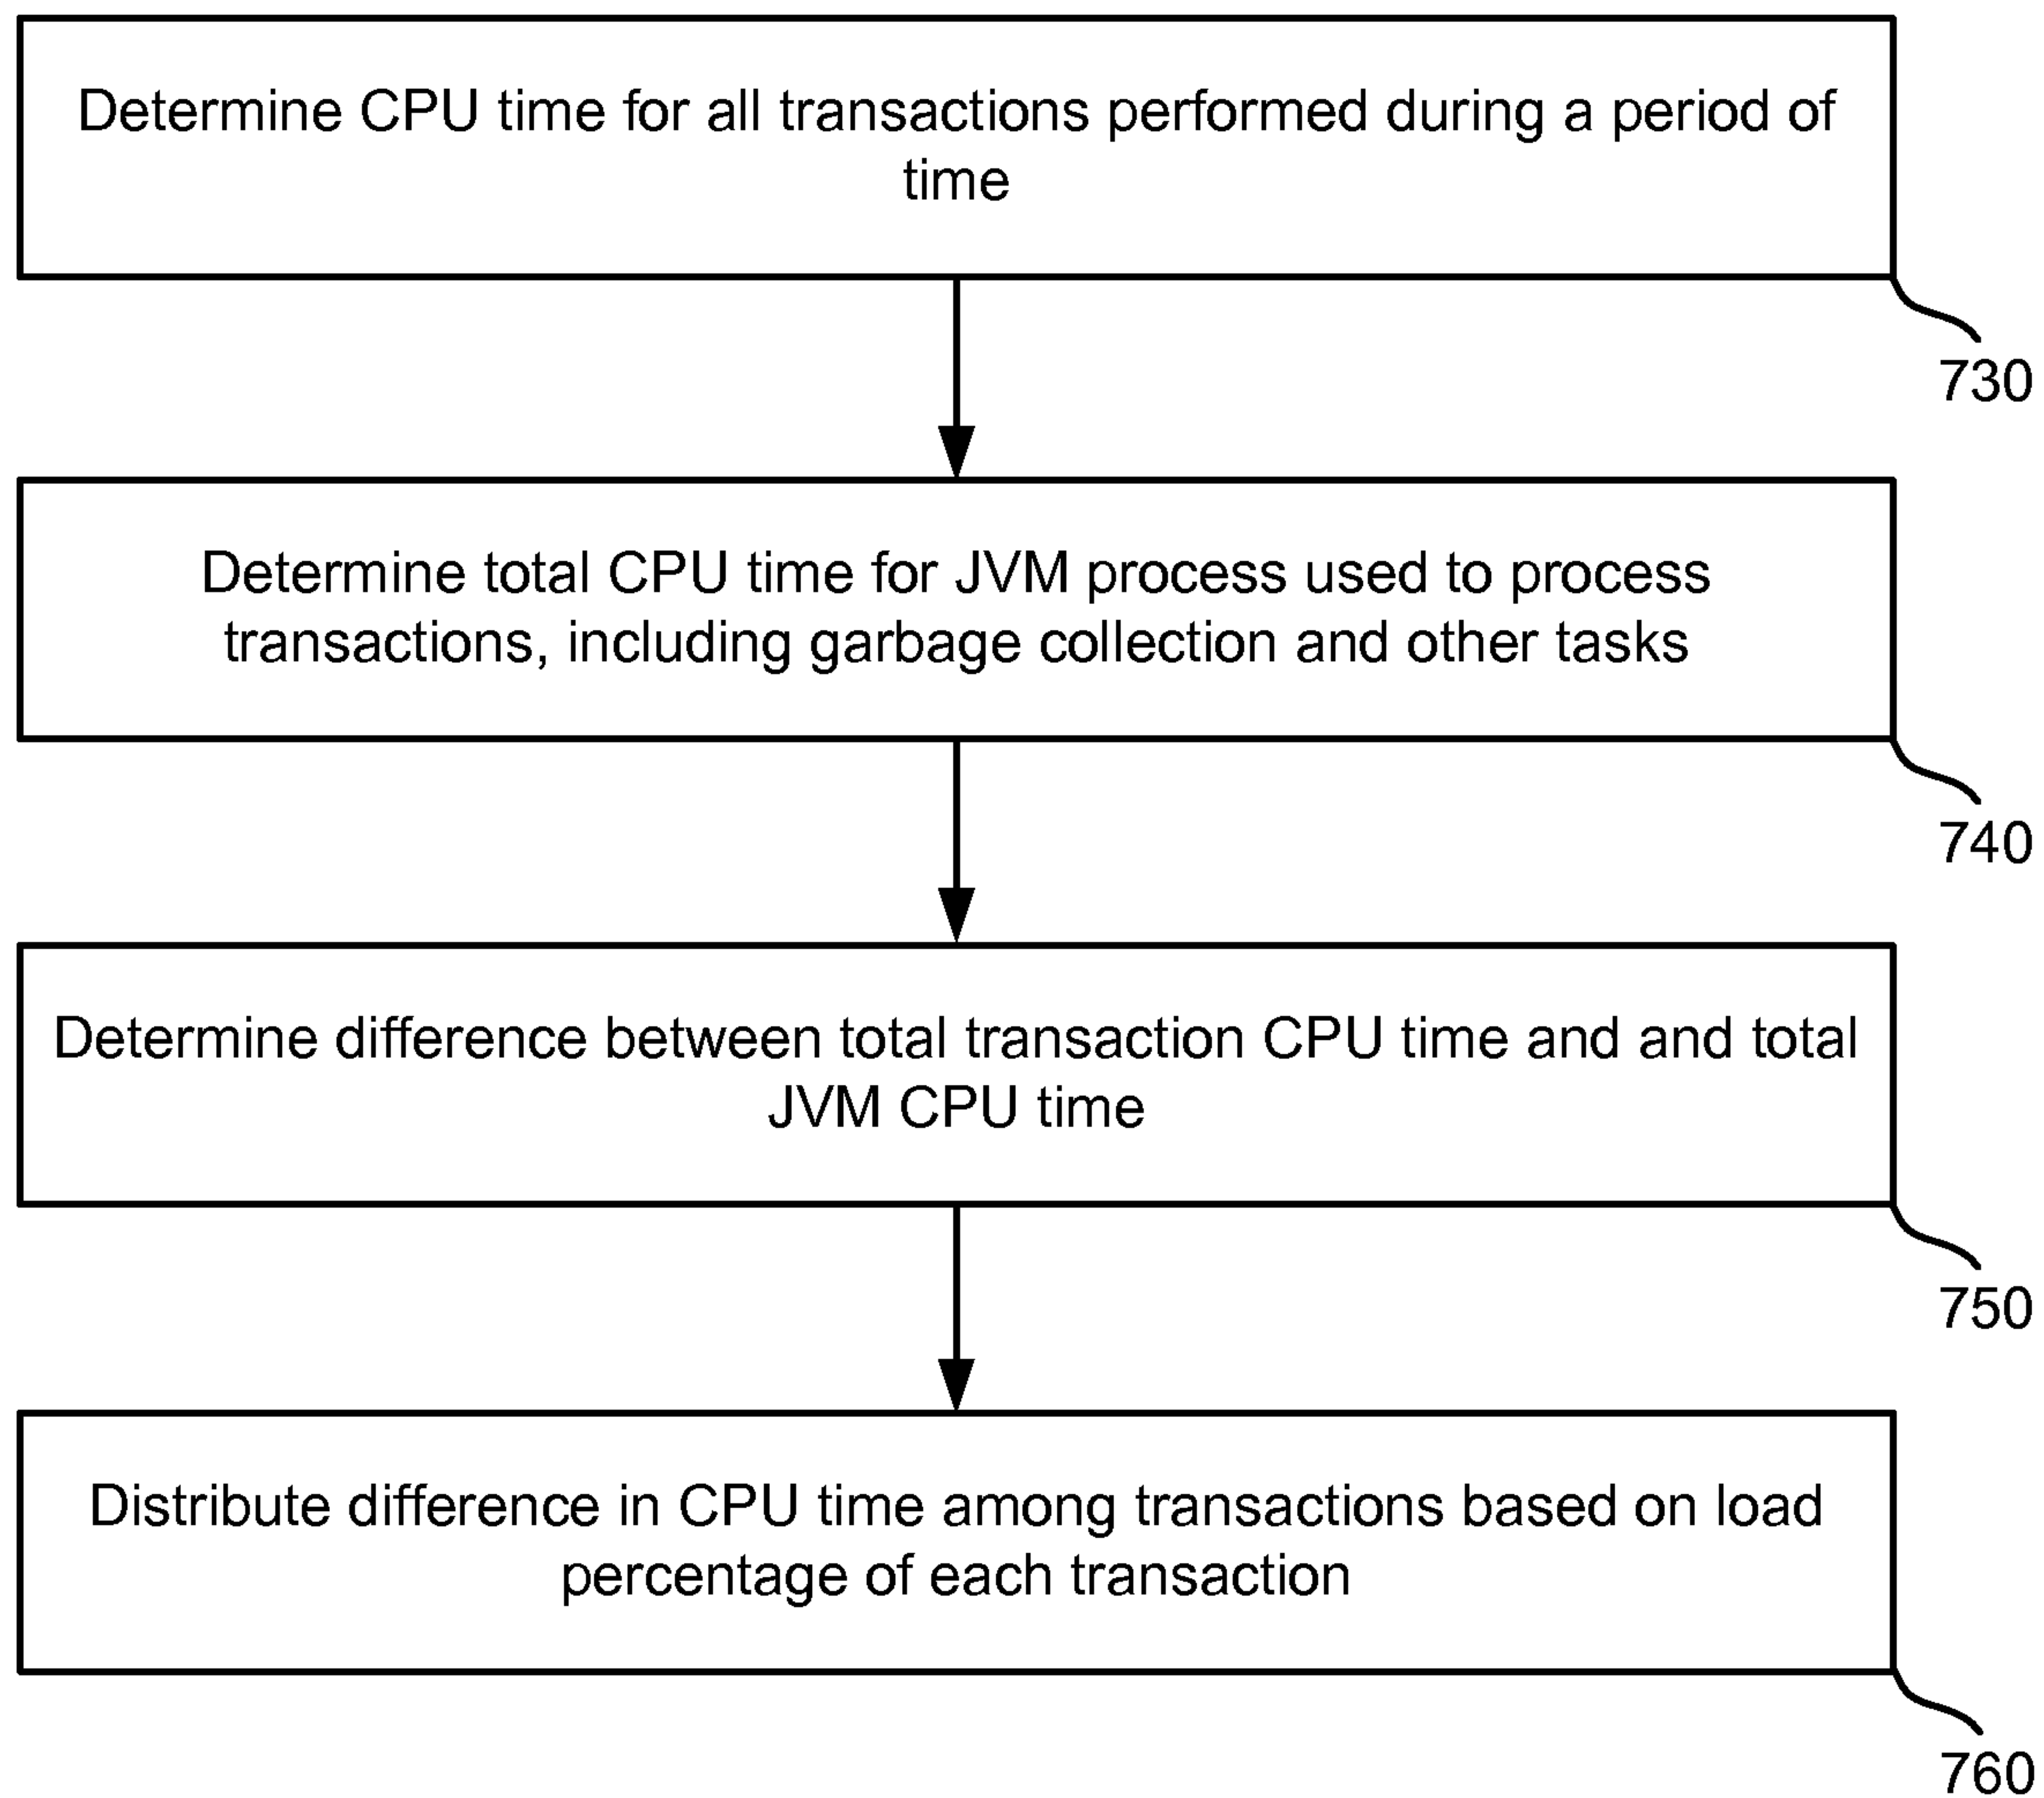 Determine CPU time for all transactions performed during a period of
time
730
Determine total CPU time for JVM process used to process
transactions, including garbage collection and other tasks
740
Determine difference between total transaction CPU time and and total
JVM CPU time
750
Distribute difference in CPU time among transactions based on load
percentage of each transaction
760